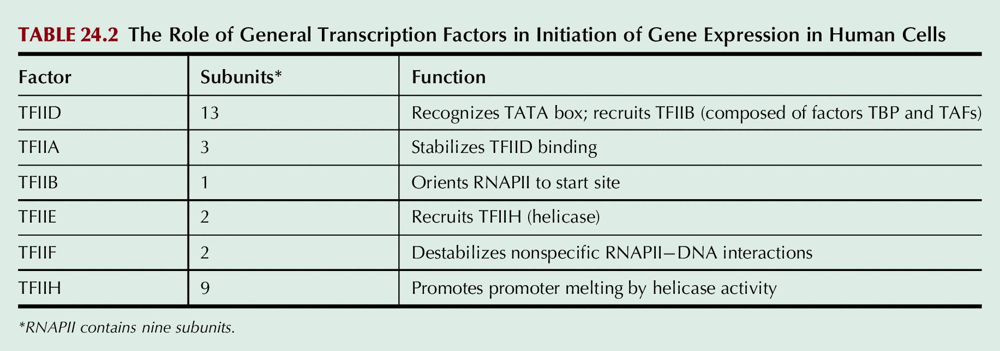 TABLE 24.2 The Role of General Transcription Factors in Initiation of Gene Expression in Human Cells
Factor Subunits* Function
TFIID 13 Recognizes TATA box; recruits TFIIB (composed of factors TBP and TAFs)
TFIIA 3 Stabilizes TFIID binding
TFIIB 1 Orients RNAPII to start site
TFIIE 2 Recruits TFIIH (helicase)
TFIIF 2 Destabilizes nonspecific RNAPII–DNA interactions
TFIIH 9 Promotes promoter melting by helicase activity
*RNAPII contains nine subunits.